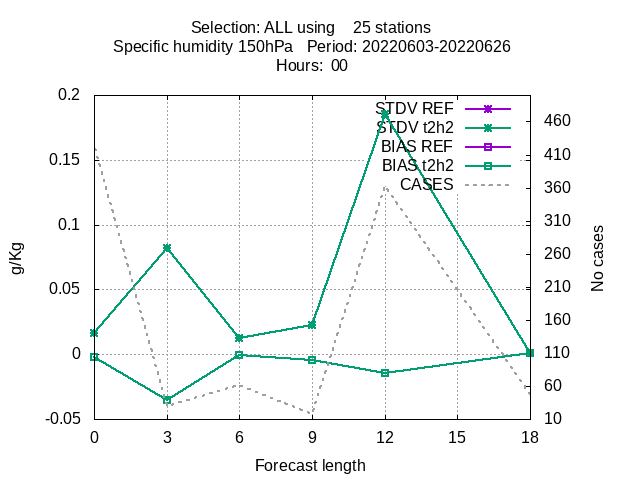 Selection: ALL using    25 stations
Specific humidity 150hPa   Period: 20220603-20220626
Hours:  00
STDV REF
STDV t2h2
BIAS REF
BIAS t2h2
CASES
0.2
0.15
0.1
0.05
0
-0.05
g/Kg
460
410
360
310
260
210
160
110
60
10
No cases
0 3 6 9 12 15 18
Forecast length